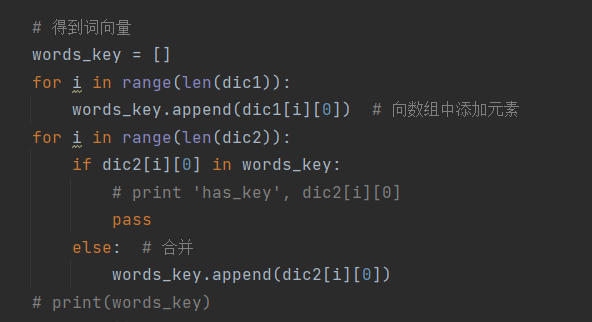 # 得到词向量
words_key = []
for i in range(len(dic1)):
    words_key.append(dic1[i][0])  # 向数组中添加元素
for i in range(len(dic2)):
    if dic2[i][0] in words_key:
        # print 'has_key', dic2[i][0]
        pass
    else:  # 合并
        words_key.append(dic2[i][0])
# print(words_key)